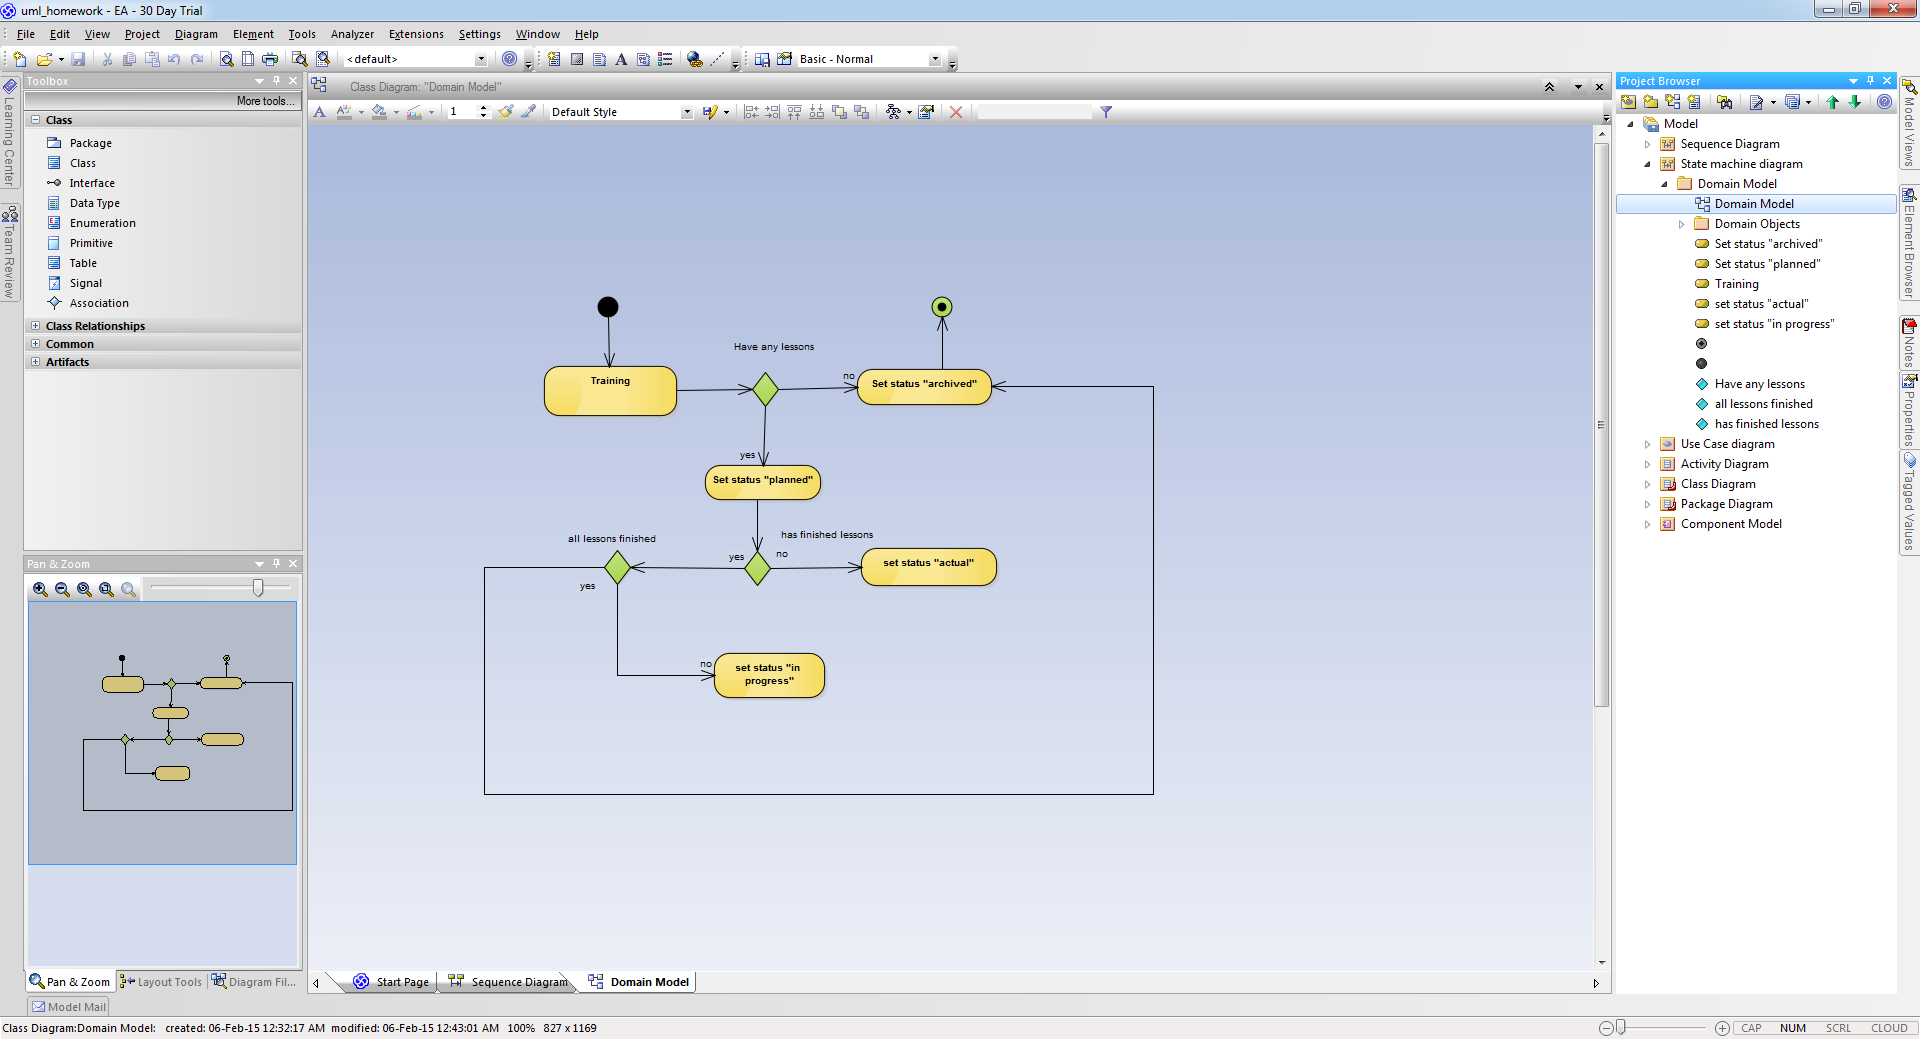 uml_homework - EA - 30 Day Trial
File Edit View Project Diagram Element Tools Analyzer Extensions Settings Window Help
<default>
Basic - Normal
Toolbox
More tools...
Class
Package
Class
Interface
Data Type
Enumeration
Primitive
Table
Signal
Association
Class Relationships
Common
Artifacts
Learning Center
Team Review
Pan & Zoom
Pan & Zoom Layout Tools Diagram Fil...
Model Mail
Class Diagram: "Domain Model"
1 Default Style
Have any lessons
Training
no
Set status "archived"
yes
Set status "planned"
all lessons finished
has finished lessons
yes
no
set status "actual"
yes
no
set status "in
progress"
Start Page Sequence Diagram Domain Model
Project Browser
Model
Sequence Diagram
State machine diagram
Domain Model
Domain Model
Domain Objects
Set status "archived"
Set status "planned"
Training
set status "actual"
set status "in progress"
Have any lessons
all lessons finished
has finished lessons
Use Case diagram
Activity Diagram
Class Diagram
Package Diagram
Component Model
Model Views
Element Browser
Notes
Properties
Tagged Values
Class Diagram:Domain Model: created: 06-Feb-15 12:32:17 AM modified: 06-Feb-15 12:43:01 AM 100% 827 x 1169
CAP NUM SCRL CLOUD